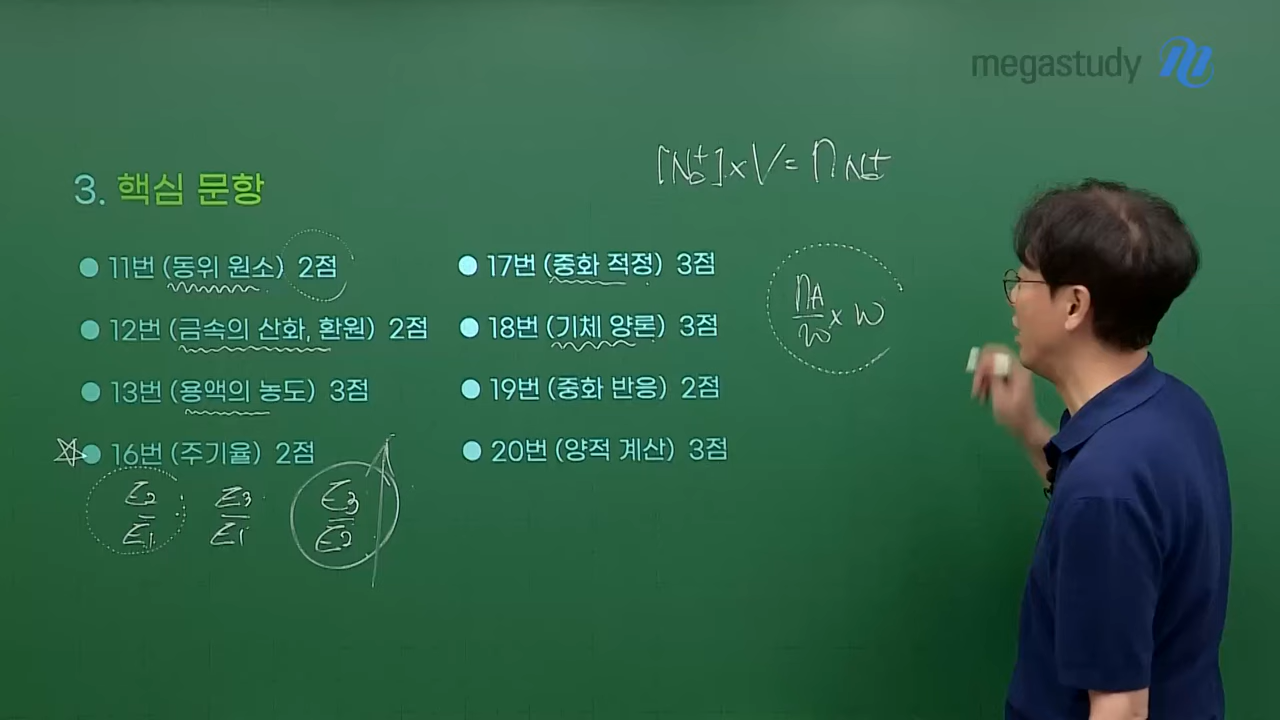 megastudy
[Na⁺]×V = nNa⁺
3. 핵심 문항
11번 (동위 원소) 2점
12번 (금속의 산화, 환원) 2점
13번 (용액의 농도) 3점
16번 (주기율) 2점
E₂/E₁ E₃/E₁ E₃/E₂
17번 (중화 적정) 3점
18번 (기체 양론) 3점
19번 (중화 반응) 2점
20번 (양적 계산) 3점
nA/w × w